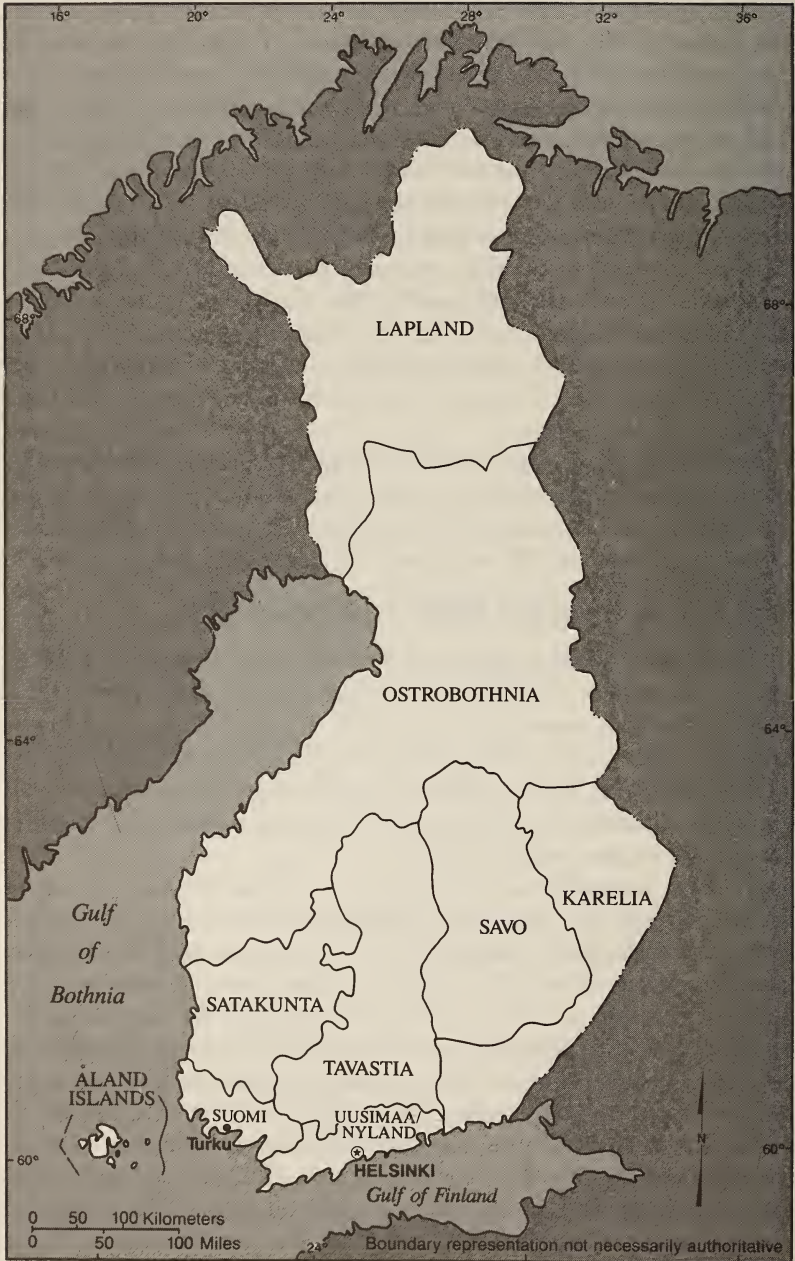 16° 20° 24° 28° 32° 36°
68° 68°
LAPLAND
OSTROBOTHNIA
64° 64°
KARELIA
SAVO
Gulf
of
Bothnia
SATAKUNTA
TAVASTIA
ÅLAND
ISLANDS
SUOMI
Turku
UUSIMAA/
NYLAND
N
60° 60°
HELSINKI
Gulf of Finland
0 50 100 Kilometers
0 50 100 Miles
24° Boundary representation not necessarily authoritative